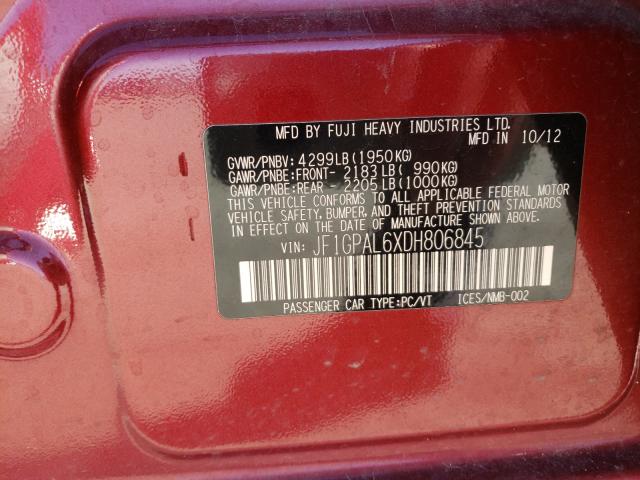 MFD BY FUJI HEAVY INDUSTRIES LTD.
MFD IN 10/12
GVWR/PNBV: 4299LB(1950KG)
GAWR/PNBE:FRONT- 2183LB( 990KG)
GAWR/PNBE:REAR - 2205LB(1000KG)
THIS VEHICLE CONFORMS TO ALL APPLICABLE FEDERAL MOTOR
VEHICLE SAFETY, BUMPER, AND THEFT PREVENTION STANDARDS
IN EFFECT ON THE DATE OF MANUFACTURE SHOWN ABOVE.
VIN: JF1GPAL6XDH806845
PASSENGER CAR TYPE:PC/VT ICES/NMB-002